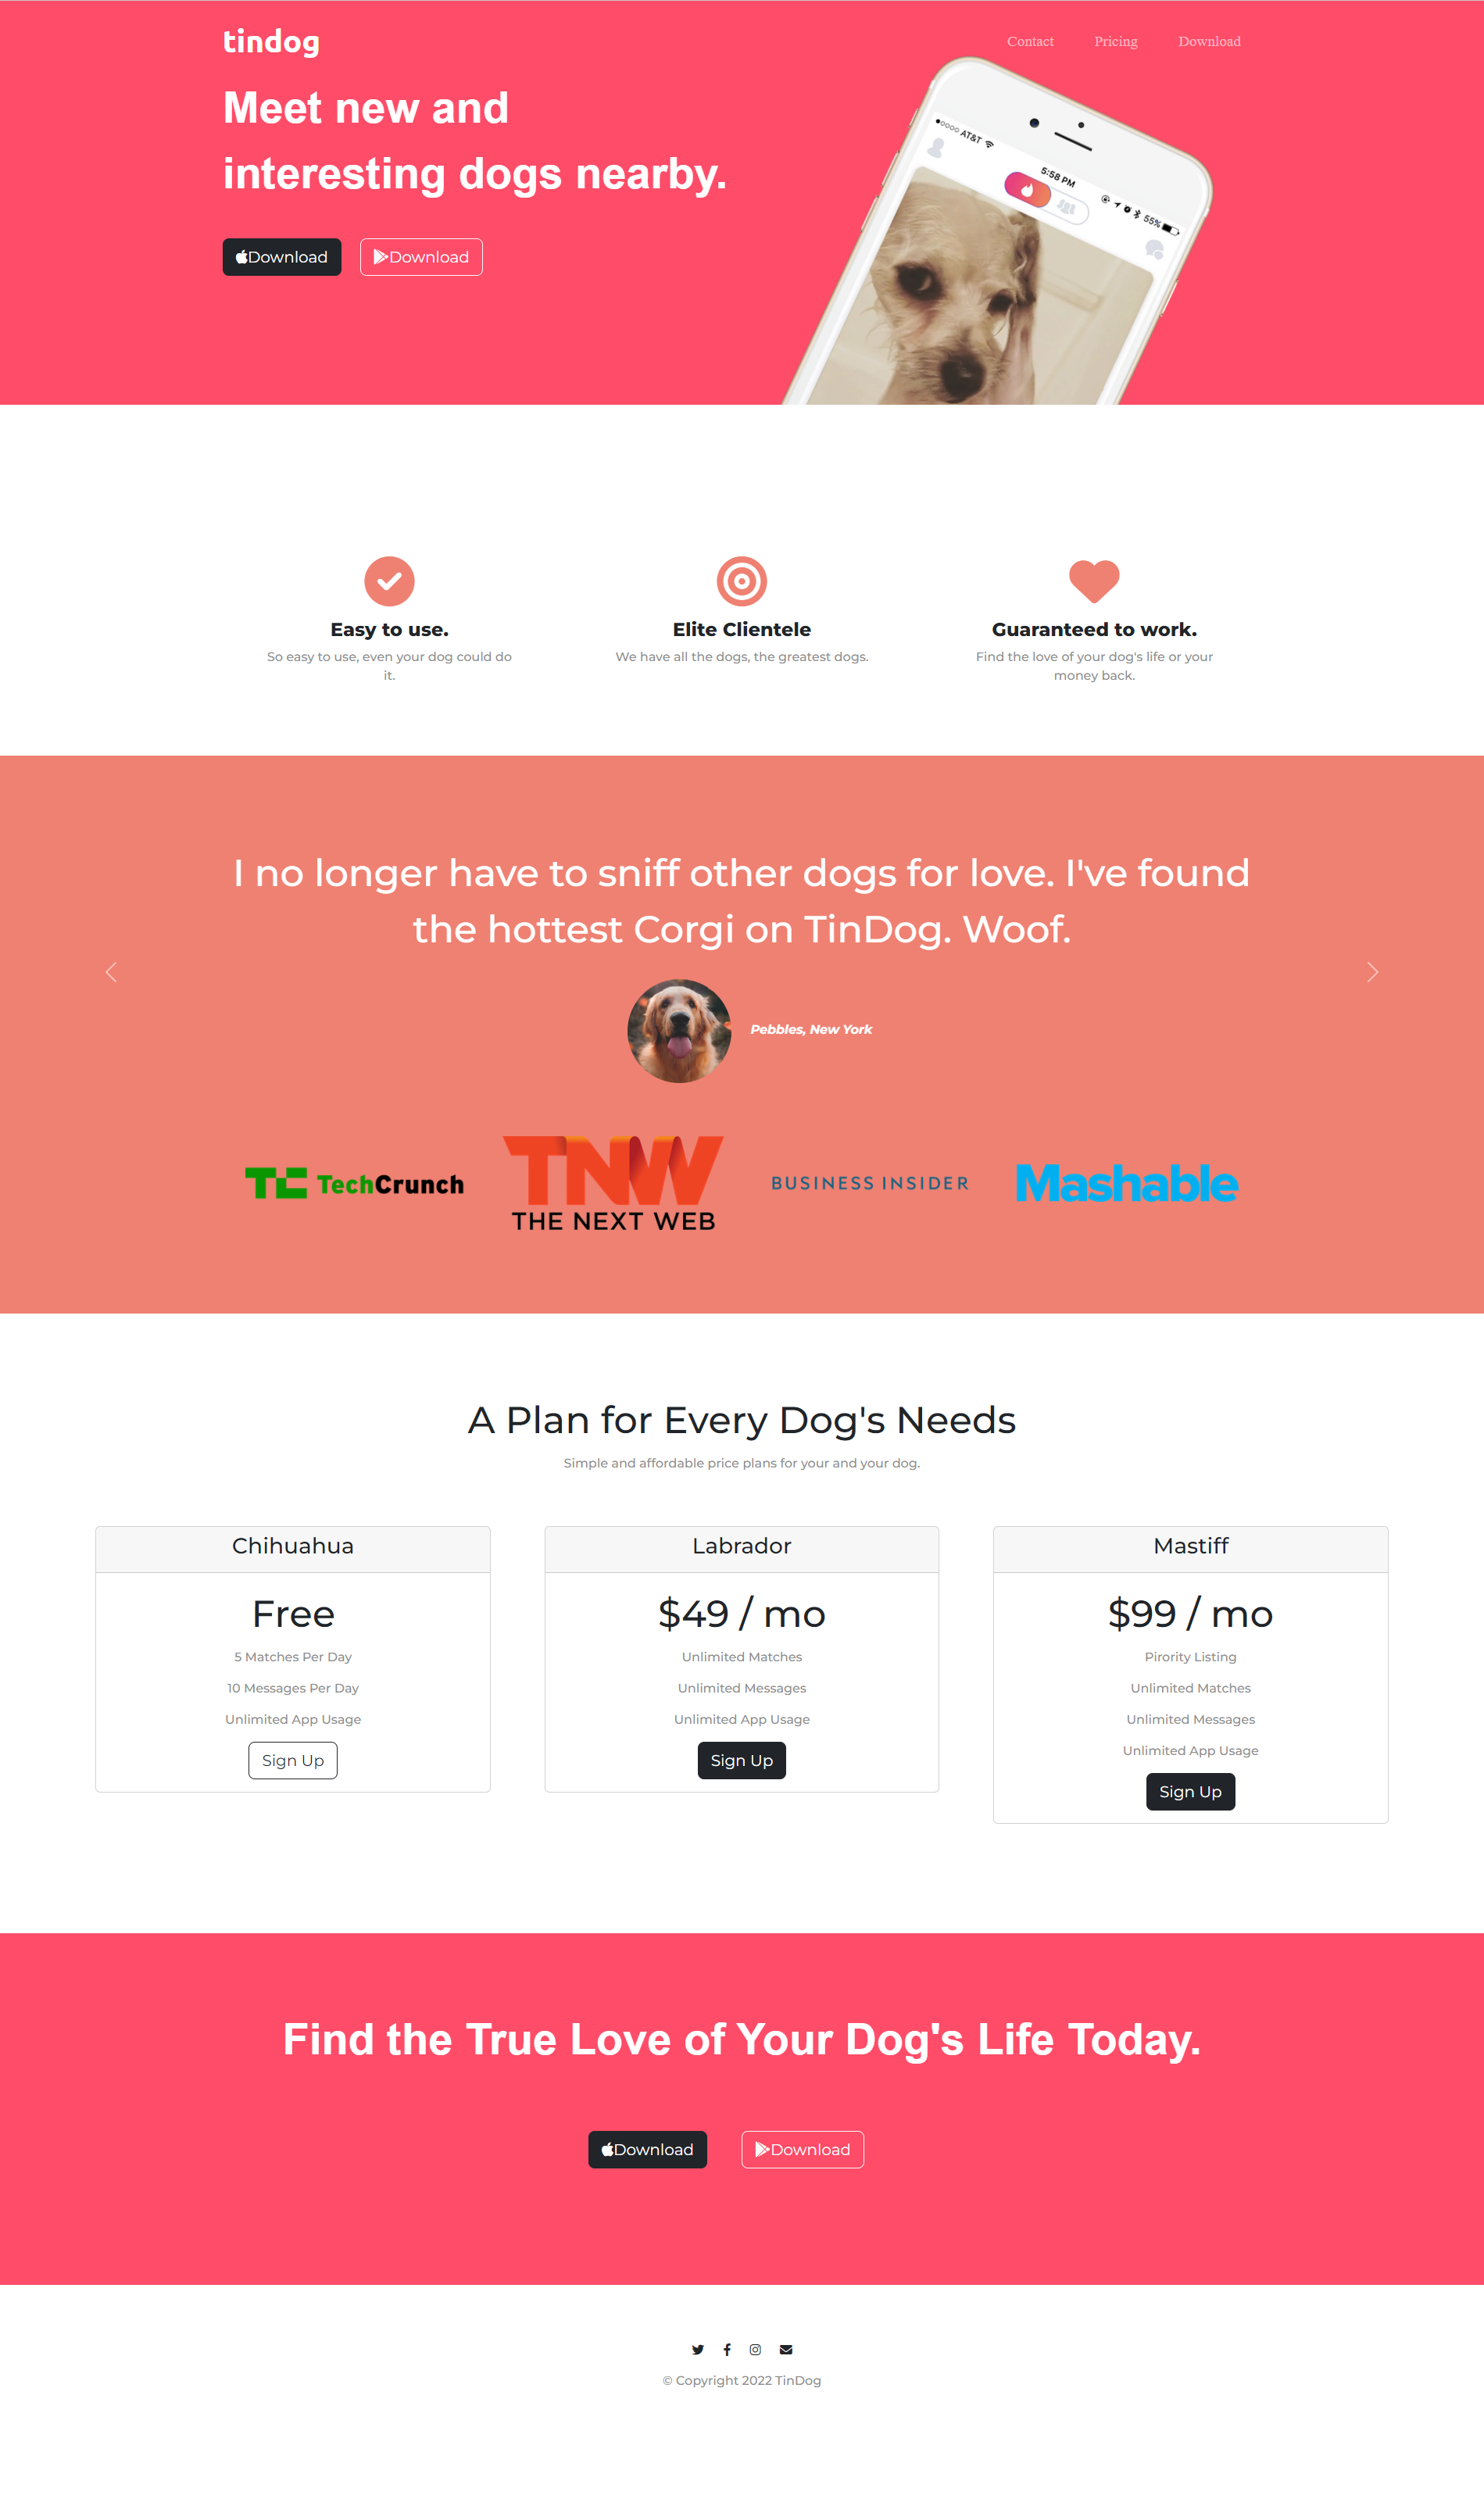 tindog
Contact Pricing Download
Meet new and
interesting dogs nearby.
Download Download
AT&T 5:58 PM 55%
Easy to use. Elite Clientele Guaranteed to work.
So easy to use, even your dog could do
it.
We have all the dogs, the greatest dogs.
Find the love of your dog's life or your
money back.
I no longer have to sniff other dogs for love. I've found
the hottest Corgi on TinDog. Woof.
Pebbles, New York
TC TechCrunch
TNW
THE NEXT WEB
BUSINESS INSIDER
Mashable
A Plan for Every Dog's Needs
Simple and affordable price plans for your and your dog.
Chihuahua
Free
5 Matches Per Day
10 Messages Per Day
Unlimited App Usage
Sign Up
Labrador
$49 / mo
Unlimited Matches
Unlimited Messages
Unlimited App Usage
Sign Up
Mastiff
$99 / mo
Pirority Listing
Unlimited Matches
Unlimited Messages
Unlimited App Usage
Sign Up
Find the True Love of Your Dog's Life Today.
Download Download
© Copyright 2022 TinDog